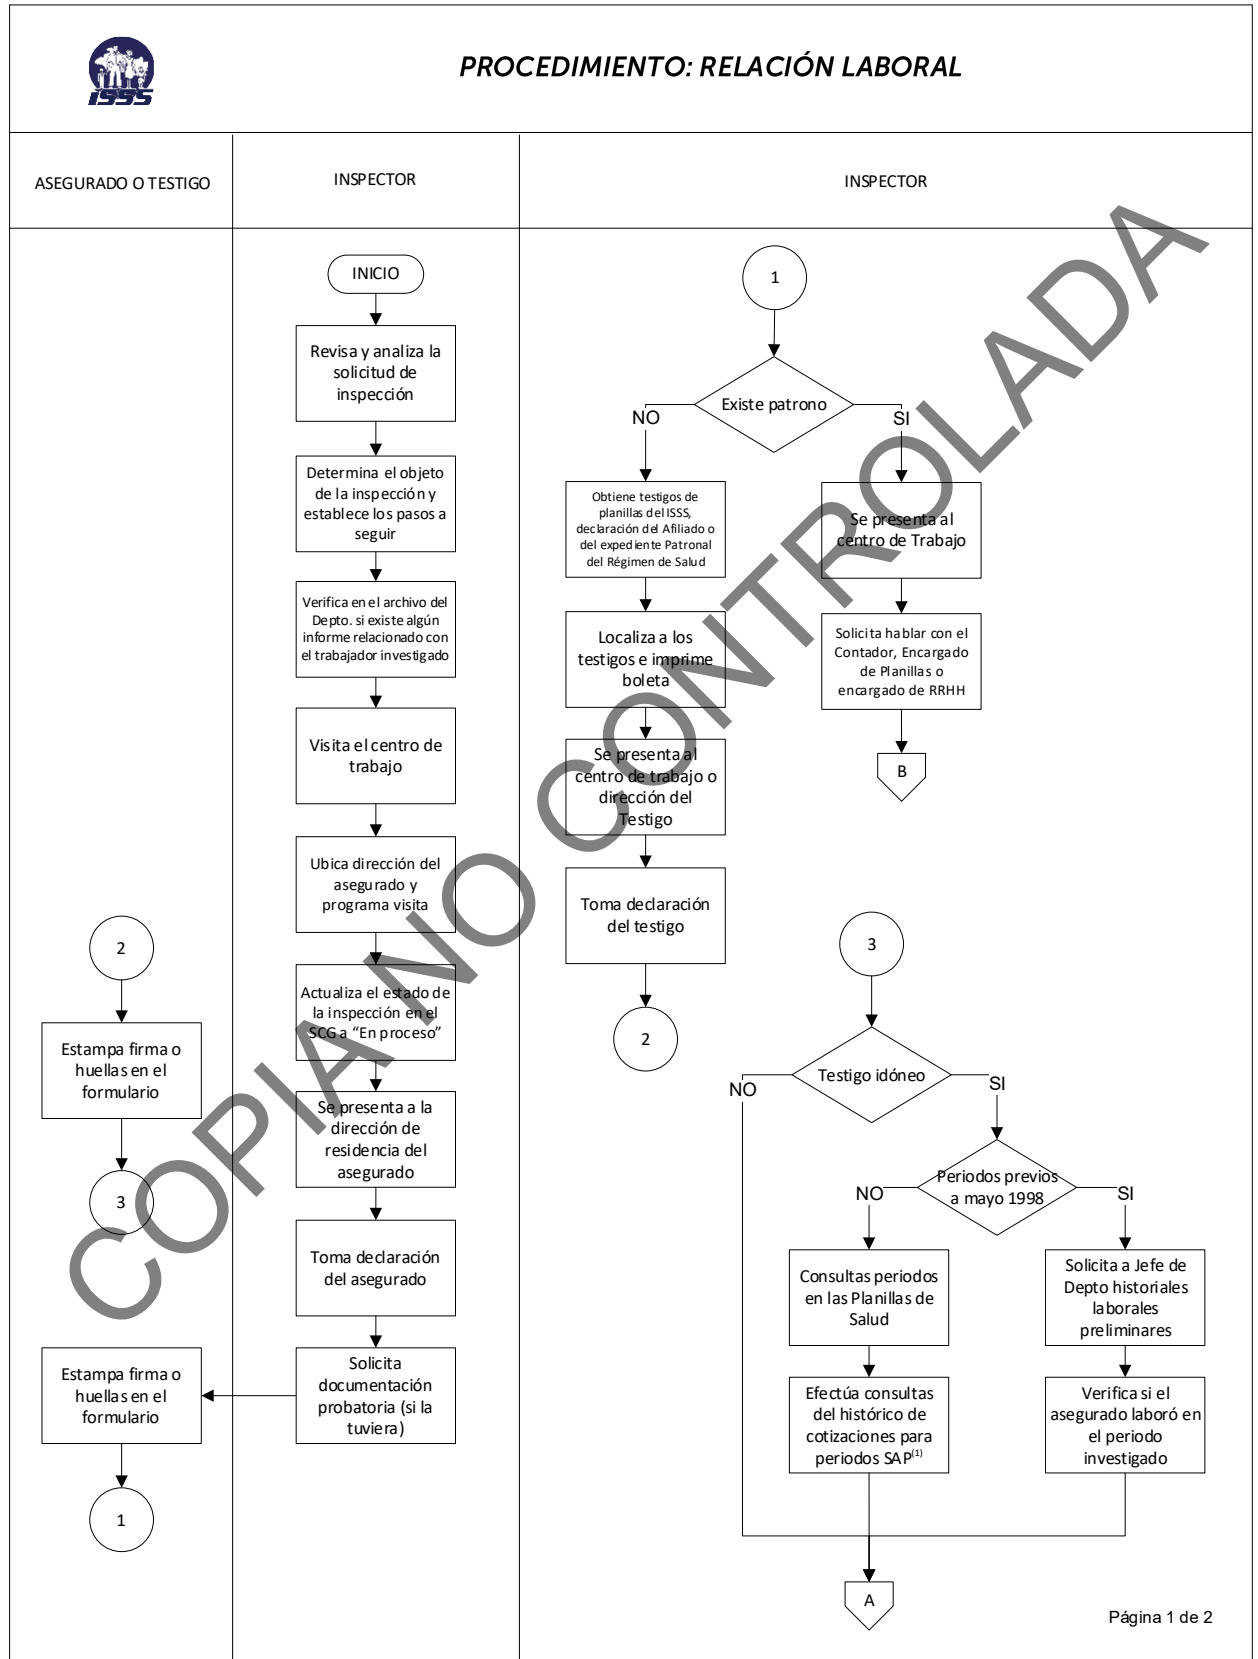 ISSS
PROCEDIMIENTO: RELACIÓN LABORAL
ASEGURADO O TESTIGO
INSPECTOR
INSPECTOR
INICIO
Revisa y analiza la
solicitud de
inspección
Determina el objeto
de la inspección y
establece los pasos a
seguir
Verifica en el archivo del
Depto. si existe algún
informe relacionado con
el trabajador investigado
Visita el centro de
trabajo
Ubica dirección del
asegurado y
programa visita
Actualiza el estado de
la inspección en el
SCG a “En proceso”
Se presenta a la
dirección de
residencia del
asegurado
Toma declaración
del asegurado
Solicita
documentación
probatoria (si la
tuviera)
Estampa firma o
huellas en el
formulario
1
2
Estampa firma o
huellas en el
formulario
3
1
Existe patrono
NO
SI
Obtiene testigos de
planillas del ISSS,
declaración del Afiliado o
del expediente Patronal
del Régimen de Salud
Localiza a los
testigos e imprime
boleta
Se presenta al
centro de trabajo o
dirección del
Testigo
Toma declaración
del testigo
2
Se presenta al
centro de Trabajo
Solicita hablar con el
Contador, Encargado
de Planillas o
encargado de RRHH
B
3
Testigo idóneo
NO
SI
Periodos previos
a mayo 1998
NO
SI
Consultas periodos
en las Planillas de
Salud
Efectúa consultas
del histórico de
cotizaciones para
periodos SAP(1)
Solicita a Jefe de
Depto historiales
laborales
preliminares
Verifica si el
asegurado laboró en
el periodo
investigado
A
Página 1 de 2
COPIA NO CONTROLADA